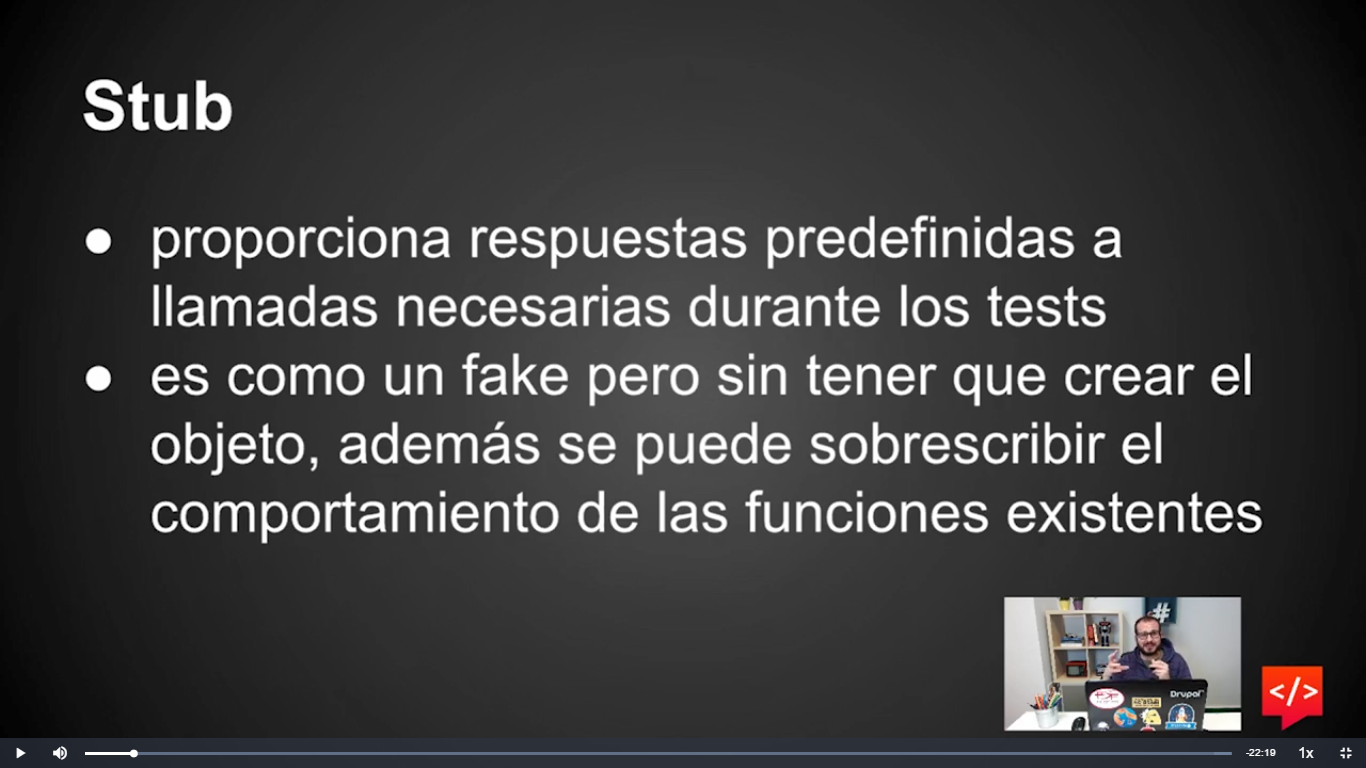 Stub
● proporciona respuestas predefinidas a
llamadas necesarias durante los tests
● es como un fake pero sin tener que crear el
objeto, además se puede sobrescribir el
comportamiento de las funciones existentes
#
Drupal
</>
-22:19
1x